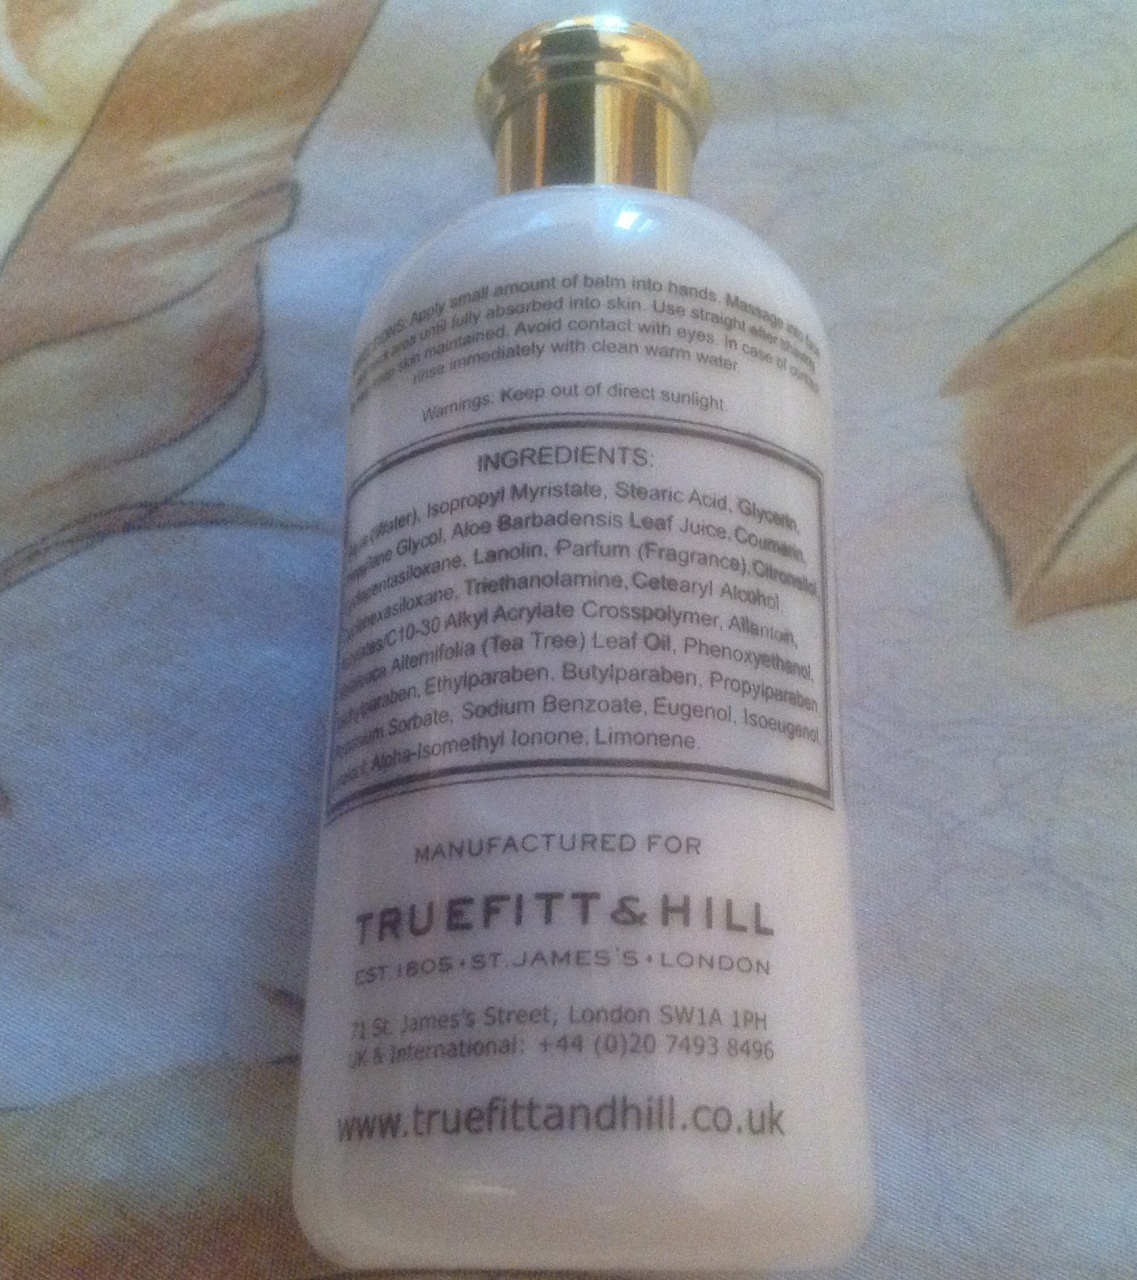 Apply small amount of balm into hands. Massage into face
area until fully absorbed into skin. Use straight after shaving
skin maintained. Avoid contact with eyes. In case of contact
rinse immediately with clean warm water
Warnings: Keep out of direct sunlight.
INGREDIENTS:
(Water), Isopropyl Myristate, Stearic Acid, Glycerin,
Glycol, Aloe Barbadensis Leaf Juice, Coumarin,
Lanolin, Parfum (Fragrance), Citronellol,
Triethanolamine, Cetearyl Alcohol
C10-30 Alkyl Acrylate Crosspolymer, Allantoin,
Alternifolia (Tea Tree) Leaf Oil, Phenoxyethanol,
Ethylparaben, Butylparaben, Propylparaben,
Sorbate, Sodium Benzoate, Eugenol, Isoeugenol,
Alpha-Isomethyl Ionone, Limonene.
MANUFACTURED FOR
TRUEFITT & HILL
EST 1805 • ST. JAMES'S • LONDON
71 St. James's Street, London SW1A 1PH
UK & International: +44 (0)20 7493 8496
www.truefittandhill.co.uk